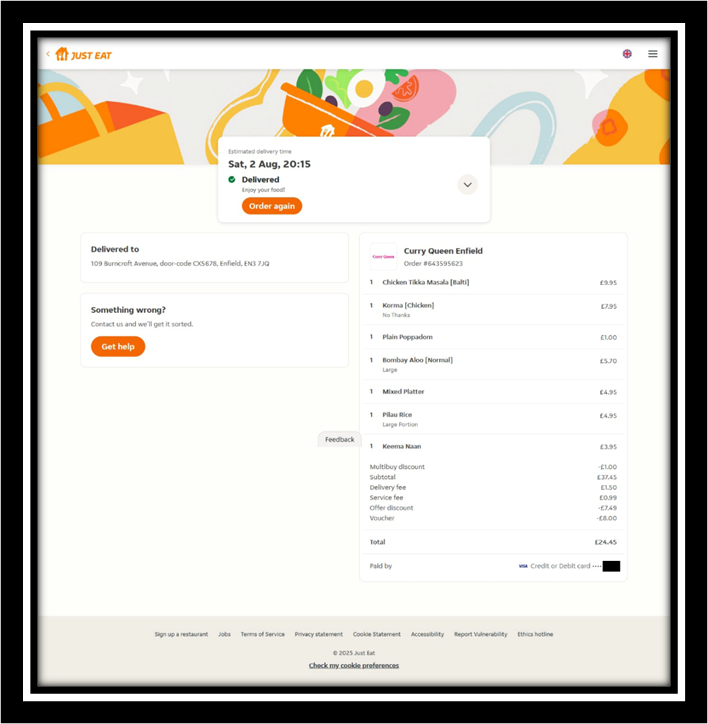 JUST EAT
Estimated delivery time
Sat, 2 Aug, 20:15
Delivered
Enjoy your food!
Order again
Delivered to
109 Burncroft Avenue, door-code CX5678, Enfield, EN3 7JQ
Something wrong?
Contact us and we'll get it sorted.
Get help
Curry Queen
Curry Queen Enfield
Order #643595623
1 Chicken Tikka Masala [Balti] £9.95
1 Korma [Chicken] £7.95
No Thanks
1 Plain Poppadom £1.00
1 Bombay Aloo [Normal] £5.70
Large
1 Mixed Platter £4.95
1 Pilau Rice £4.95
Large Portion
Feedback
1 Keema Naan £3.95
Multibuy discount -£1.00
Subtotal £37.45
Delivery fee £1.50
Service fee £0.99
Offer discount -£7.49
Voucher -£8.00
Total £24.45
Paid by VISA Credit or Debit card ••••
Sign up a restaurant Jobs Terms of Service Privacy statement Cookie Statement Accessibility Report Vulnerability Ethics hotline
© 2025 Just Eat
Check my cookie preferences